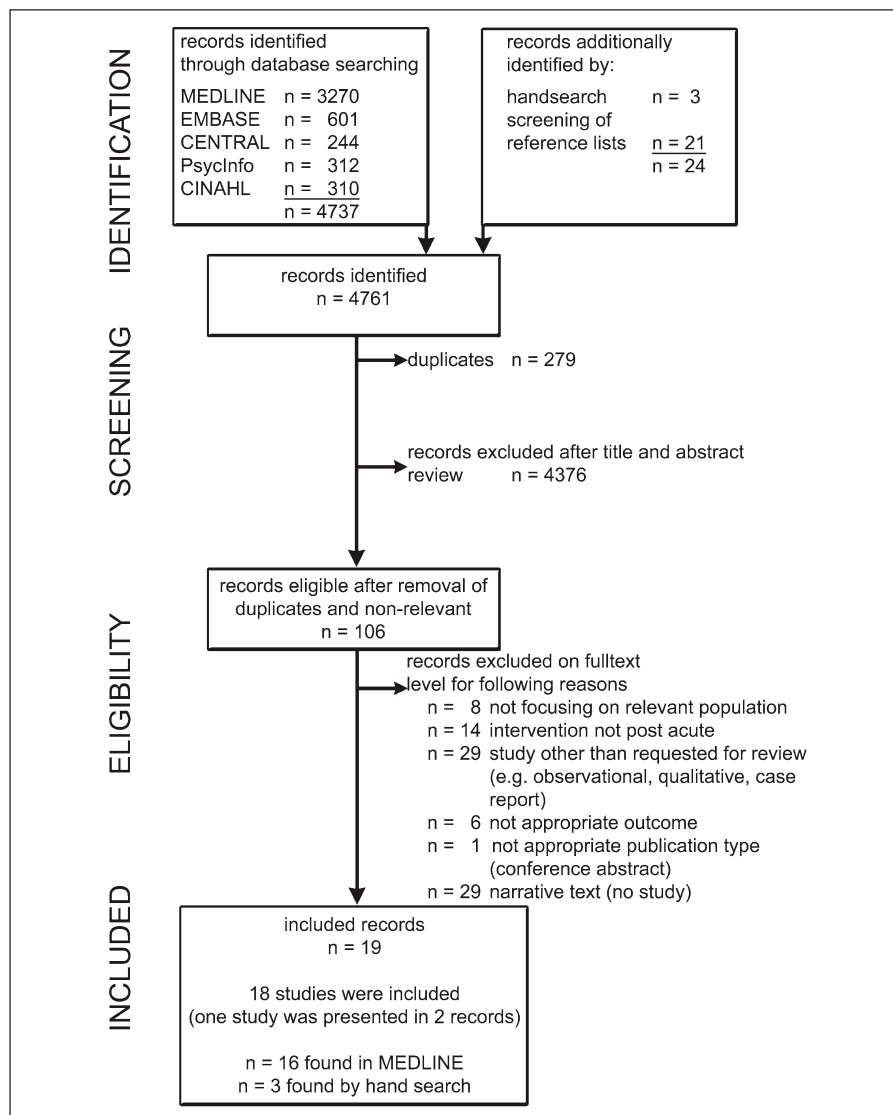 IDENTIFICATION
records identified
through database searching
MEDLINE n = 3270
EMBASE n = 601
CENTRAL n = 244
PsycInfo n = 312
CINAHL n = 310
n = 4737
records additionally
identified by:
handsearch n = 3
screening of
reference lists n = 21
n = 24
records identified
n = 4761
SCREENING
duplicates n = 279
records excluded after title and abstract
review n = 4376
ELIGIBILITY
records eligible after removal of
duplicates and non-relevant
n = 106
records excluded on fulltext
level for following reasons
n = 8 not focusing on relevant population
n = 14 intervention not post acute
n = 29 study other than requested for review
(e.g. observational, qualitative, case
report)
n = 6 not appropriate outcome
n = 1 not appropriate publication type
(conference abstract)
n = 29 narrative text (no study)
INCLUDED
included records
n = 19
18 studies were included
(one study was presented in 2 records)
n = 16 found in MEDLINE
n = 3 found by hand search